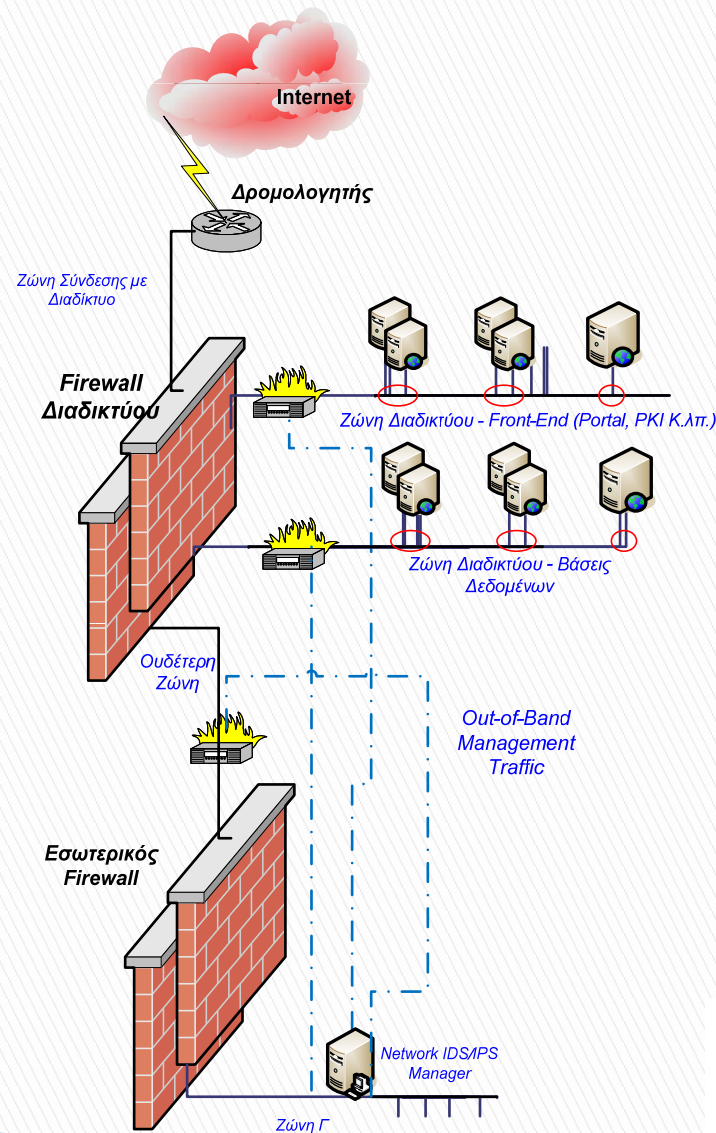 Internet
Δρομολογητής
Ζώνη Σύνδεσης με
Διαδίκτυο
Firewall
Διαδικτύου
Ζώνη Διαδικτύου - Front-End (Portal, PKI Κ.λπ.)
Ζώνη Διαδικτύου - Βάσεις
Δεδομένων
Ουδέτερη
Ζώνη
Out-of-Band
Management
Traffic
Εσωτερικός
Firewall
Network IDS/IPS
Manager
Ζώνη Γ